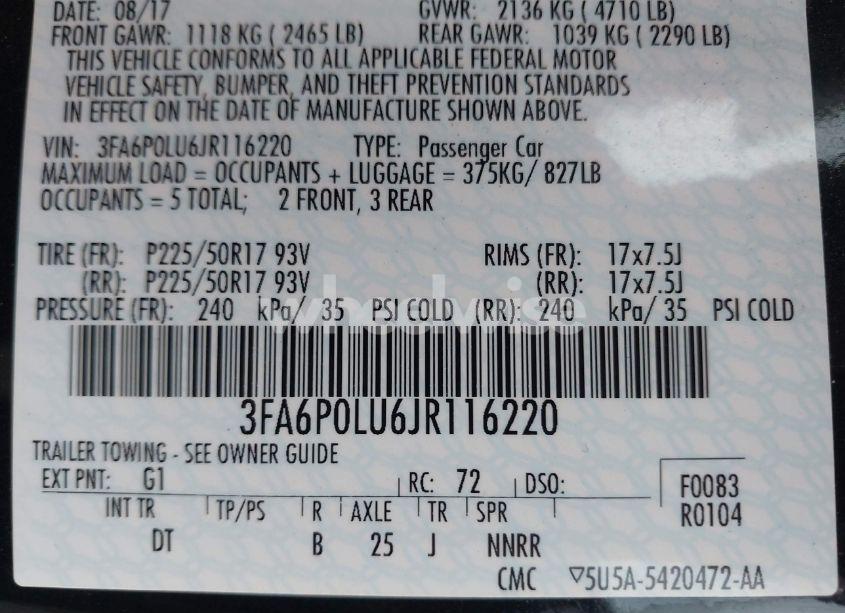 DATE: 08/17 GVWR: 2136 KG ( 4710 LB)
FRONT GAWR: 1118 KG ( 2465 LB) REAR GAWR: 1039 KG ( 2290 LB)
THIS VEHICLE CONFORMS TO ALL APPLICABLE FEDERAL MOTOR
VEHICLE SAFETY, BUMPER, AND THEFT PREVENTION STANDARDS
IN EFFECT ON THE DATE OF MANUFACTURE SHOWN ABOVE.
VIN: 3FA6P0LU6JR116220 TYPE: Passenger Car
MAXIMUM LOAD = OCCUPANTS + LUGGAGE = 375KG/ 827LB
OCCUPANTS = 5 TOTAL; 2 FRONT, 3 REAR
TIRE (FR): P225/50R17 93V RIMS (FR): 17x7.5J
(RR): P225/50R17 93V (RR): 17x7.5J
PRESSURE (FR): 240 kPa/ 35 PSI COLD (RR): 240 kPa/ 35 PSI COLD
wheelwise
3FA6P0LU6JR116220
TRAILER TOWING - SEE OWNER GUIDE
EXT PNT: G1 RC: 72 DSO: F0083
INT TR TP/PS R AXLE TR SPR R0104
DT B 25 J NNRR
CMC ▽5U5A-5420472-AA